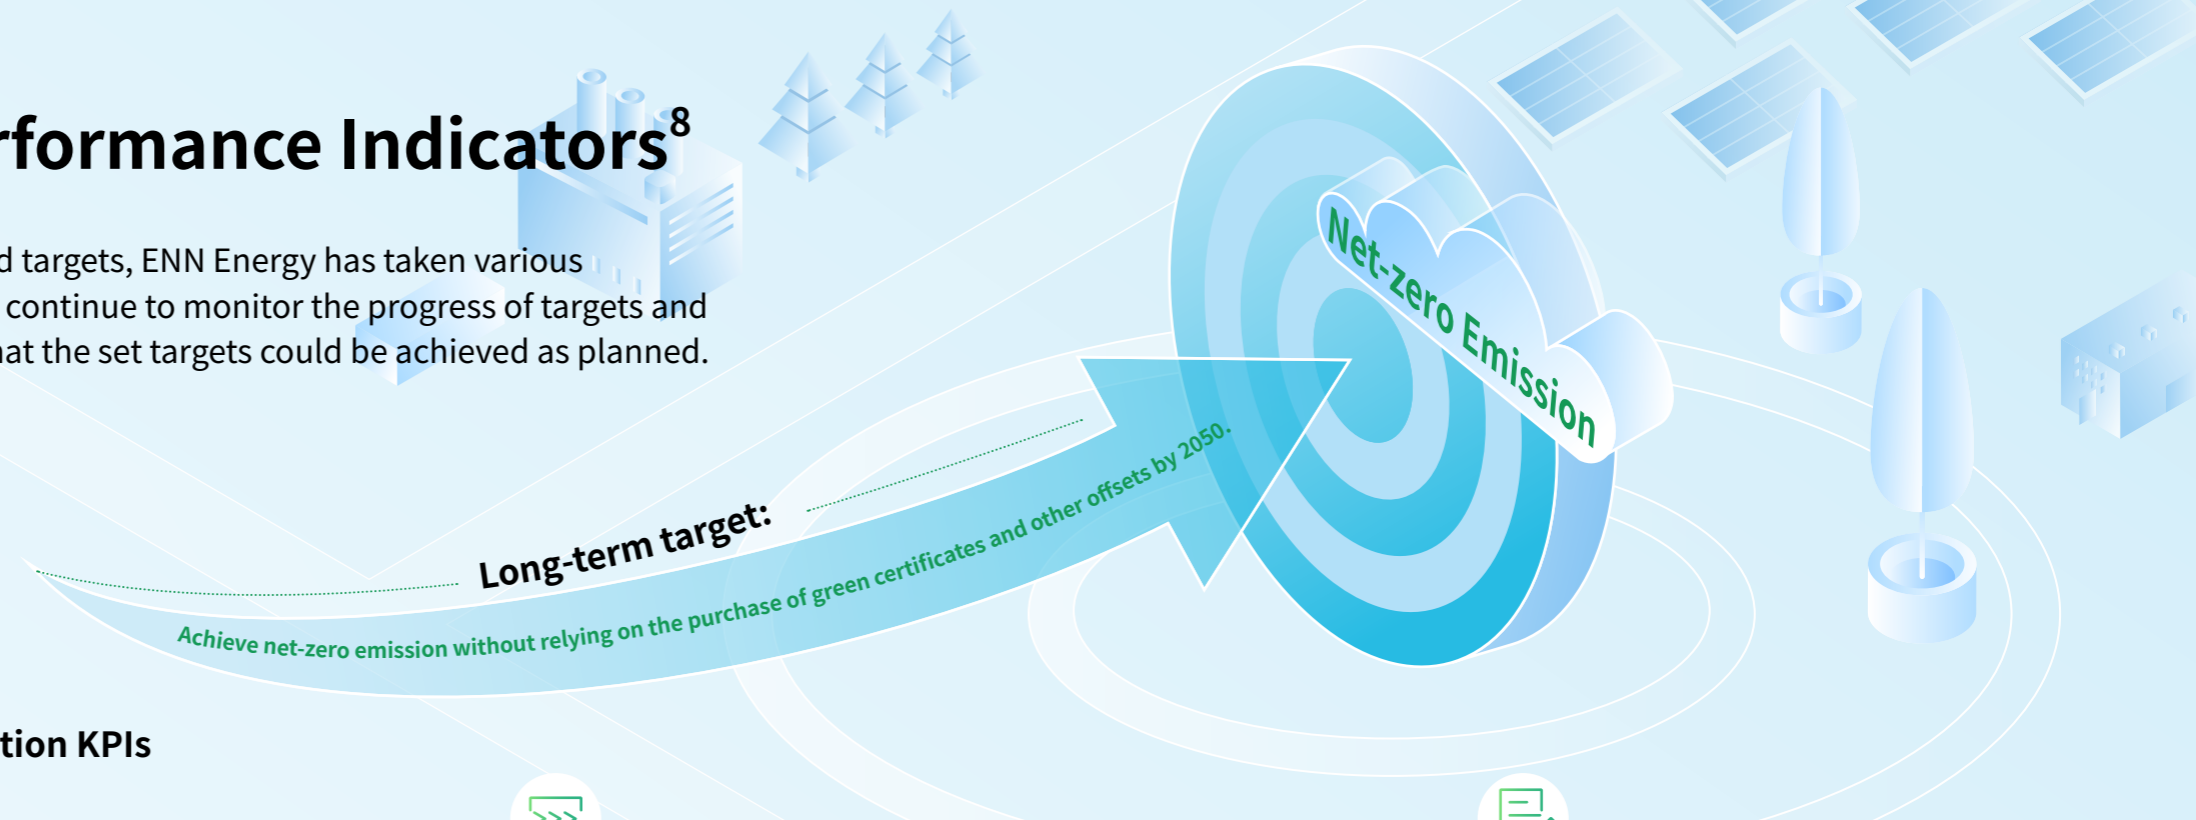 rformance Indicators8
d targets, ENN Energy has taken various
continue to monitor the progress of targets and
hat the set targets could be achieved as planned.
Net-zero Emission
Long-term target:
Achieve net-zero emission without relying on the purchase of green certificates and other offsets by 2050.
tion KPIs